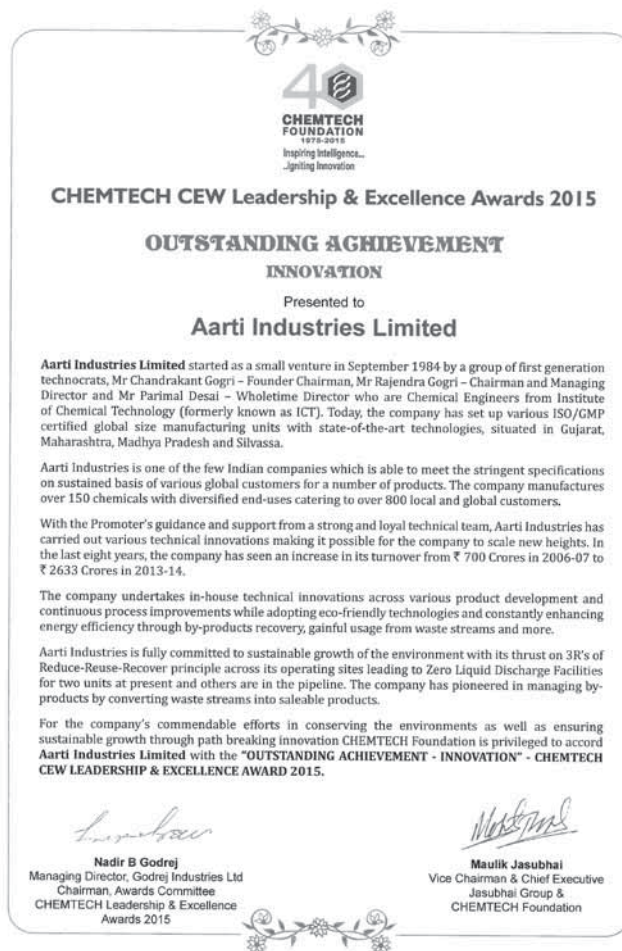 40
CHEMTECH
FOUNDATION
1975-2015
Inspiring Intelligence...
...Igniting Innovation
CHEMTECH CEW Leadership & Excellence Awards 2015
OUTSTANDING ACHIEVEMENT
INNOVATION
Presented to
Aarti Industries Limited
Aarti Industries Limited started as a small venture in September 1984 by a group of first generation
technocrats, Mr Chandrakant Gogri – Founder Chairman, Mr Rajendra Gogri – Chairman and Managing
Director and Mr Parimal Desai – Wholetime Director who are Chemical Engineers from Institute
of Chemical Technology (formerly known as ICT). Today, the company has set up various ISO/GMP
certified global size manufacturing units with state-of-the-art technologies, situated in Gujarat,
Maharashtra, Madhya Pradesh and Silvassa.
Aarti Industries is one of the few Indian companies which is able to meet the stringent specifications
on sustained basis of various global customers for a number of products. The company manufactures
over 150 chemicals with diversified end-uses catering to over 800 local and global customers.
With the Promoter's guidance and support from a strong and loyal technical team, Aarti Industries has
carried out various technical innovations making it possible for the company to scale new heights. In
the last eight years, the company has seen an increase in its turnover from ₹ 700 Crores in 2006-07 to
₹ 2633 Crores in 2013-14.
The company undertakes in-house technical innovations across various product development and
continuous process improvements while adopting eco-friendly technologies and constantly enhancing
energy efficiency through by-products recovery, gainful usage from waste streams and more.
Aarti Industries is fully committed to sustainable growth of the environment with its thrust on 3R's of
Reduce-Reuse-Recover principle across its operating sites leading to Zero Liquid Discharge Facilities
for two units at present and others are in the pipeline. The company has pioneered in managing by-
products by converting waste streams into saleable products.
For the company's commendable efforts in conserving the environments as well as ensuring
sustainable growth through path breaking innovation CHEMTECH Foundation is privileged to accord
Aarti Industries Limited with the "OUTSTANDING ACHIEVEMENT - INNOVATION" - CHEMTECH
CEW LEADERSHIP & EXCELLENCE AWARD 2015.
Nadir B Godrej
Managing Director, Godrej Industries Ltd
Chairman, Awards Committee
CHEMTECH Leadership & Excellence
Awards 2015
Maulik Jasubhai
Vice Chairman & Chief Executive
Jasubhai Group &
CHEMTECH Foundation